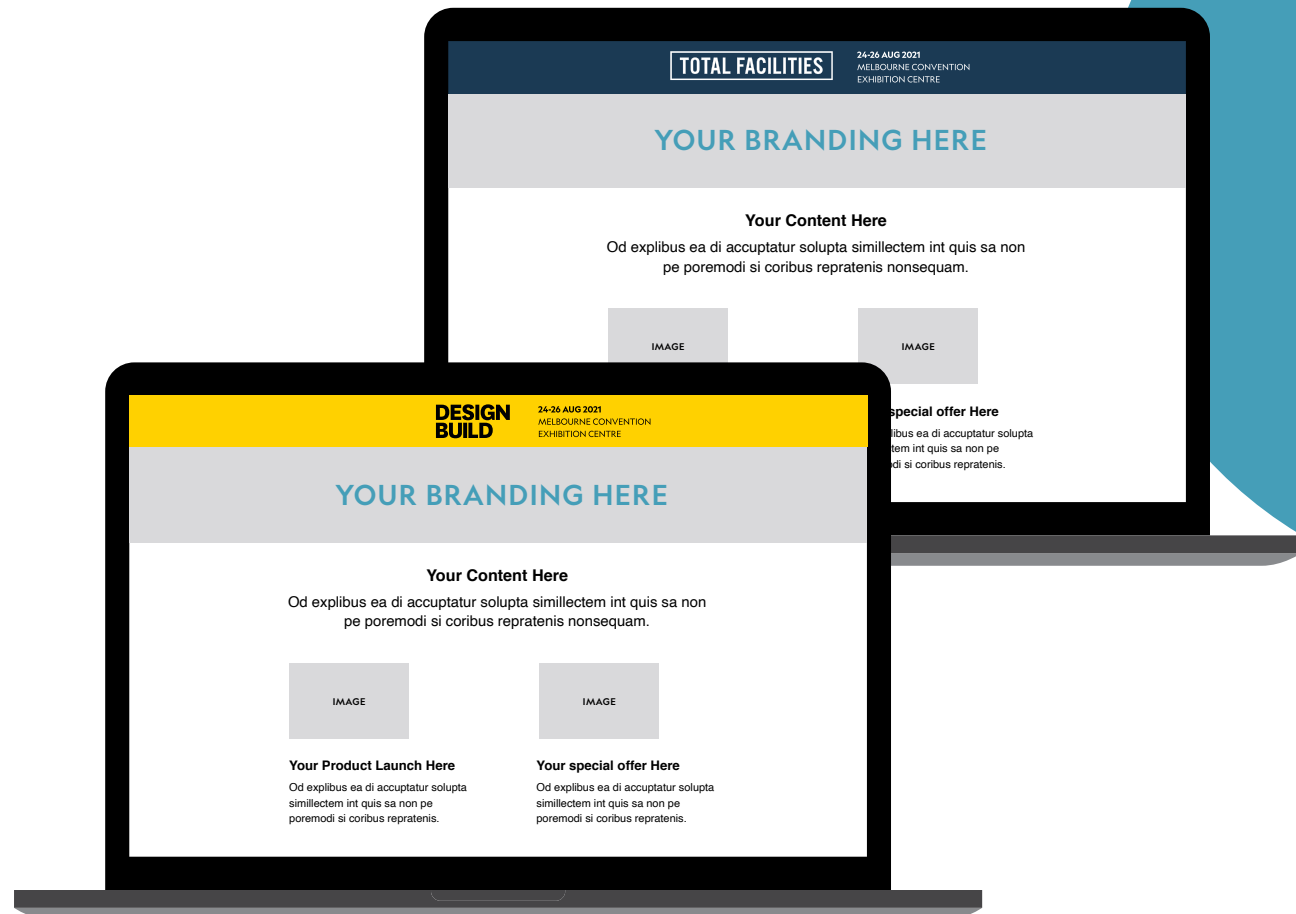 TOTAL FACILITIES
24-26 AUG 2021
MELBOURNE CONVENTION
EXHIBITION CENTRE
YOUR BRANDING HERE
Your Content Here
Od explibus ea di accuptatur solupta simillectem int quis sa non
pe poremodi si coribus repratenis nonsequam.
IMAGE
IMAGE
special offer Here
ea di accuptatur solupta
int quis sa non pe
si coribus repratenis.
DESIGN
BUILD
24-26 AUG 2021
MELBOURNE CONVENTION
EXHIBITION CENTRE
YOUR BRANDING HERE
Your Content Here
Od explibus ea di accuptatur solupta simillectem int quis sa non
pe poremodi si coribus repratenis nonsequam.
IMAGE
IMAGE
Your Product Launch Here
Od explibus ea di accuptatur solupta
simillectem int quis sa non pe
poremodi si coribus repratenis.
Your special offer Here
Od explibus ea di accuptatur solupta
simillectem int quis sa non pe
poremodi si coribus repratenis.